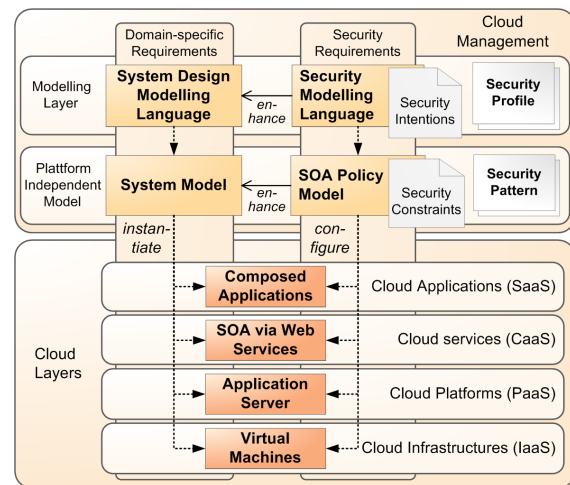 Domain-specific
Requirements
Security
Requirements
Cloud
Management
Modelling
Layer
System Design
Modelling
Language
en-
hance
Security
Modelling
Language
Security
Intentions
Security
Profile
Plattform
Independent
Model
System Model
en-
hance
SOA Policy
Model
Security
Constraints
Security
Pattern
instan-
tiate
con-
figure
Cloud
Layers
Composed
Applications
Cloud Applications (SaaS)
SOA via Web
Services
Cloud services (CaaS)
Application
Server
Cloud Platforms (PaaS)
Virtual
Machines
Cloud Infrastructures (IaaS)